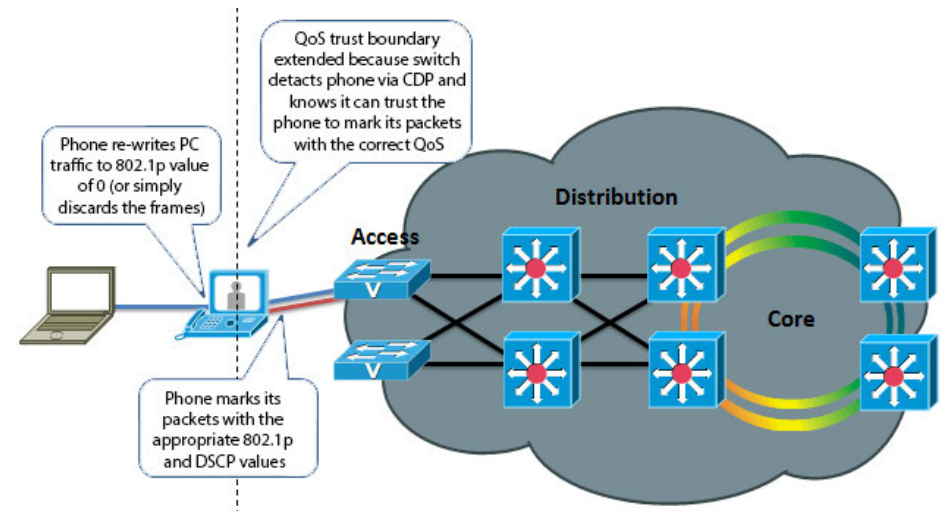 QoS trust boundary
extended because switch
detacts phone via CDP and
knows it can trust the
phone to mark its packets
with the correct QoS
Phone re-writes PC
traffic to 802.1p value
of 0 (or simply
discards the frames)
Distribution
Access
V
V
Core
Phone marks its
packets with the
appropriate 802.1p
and DSCP values